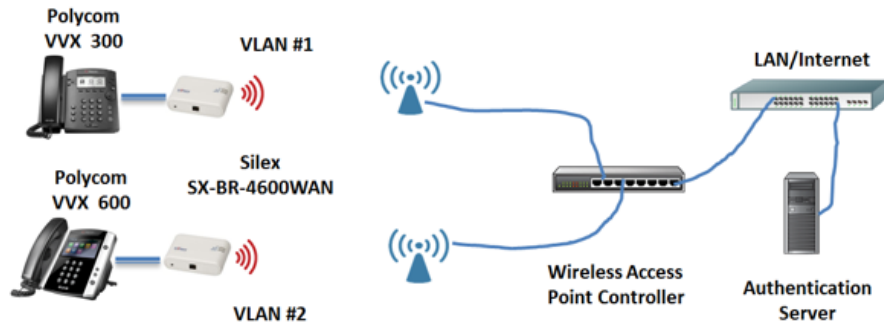 Polycom
VVX 300
VLAN #1
LAN/Internet
Silex
SX-BR-4600WAN
Polycom
VVX 600
VLAN #2
Wireless Access
Point Controller
Authentication
Server